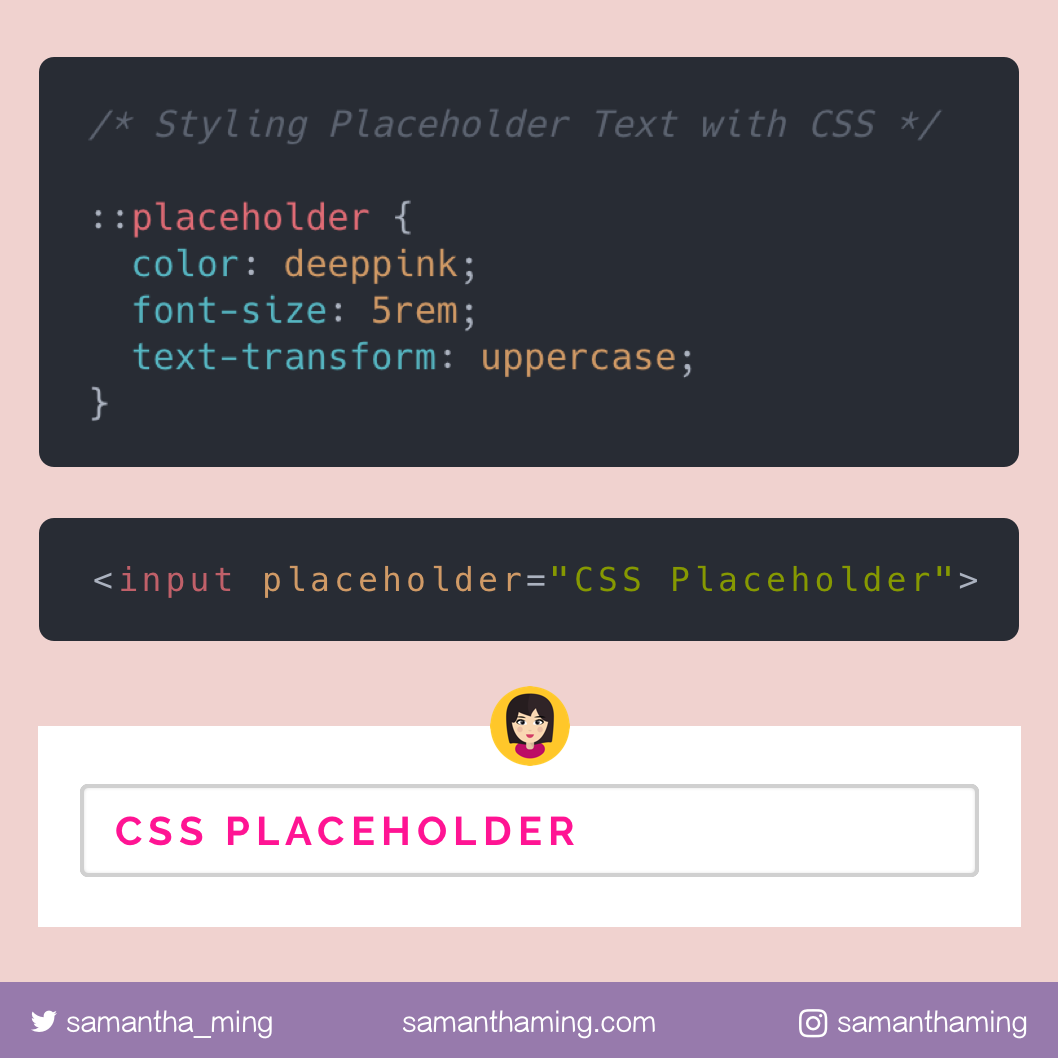 /* Styling Placeholder Text with CSS */
::placeholder {
  color: deeppink;
  font-size: 5rem;
  text-transform: uppercase;
}
<input placeholder="CSS Placeholder">
CSS PLACEHOLDER
samantha_ming samanthaming.com samanthaming